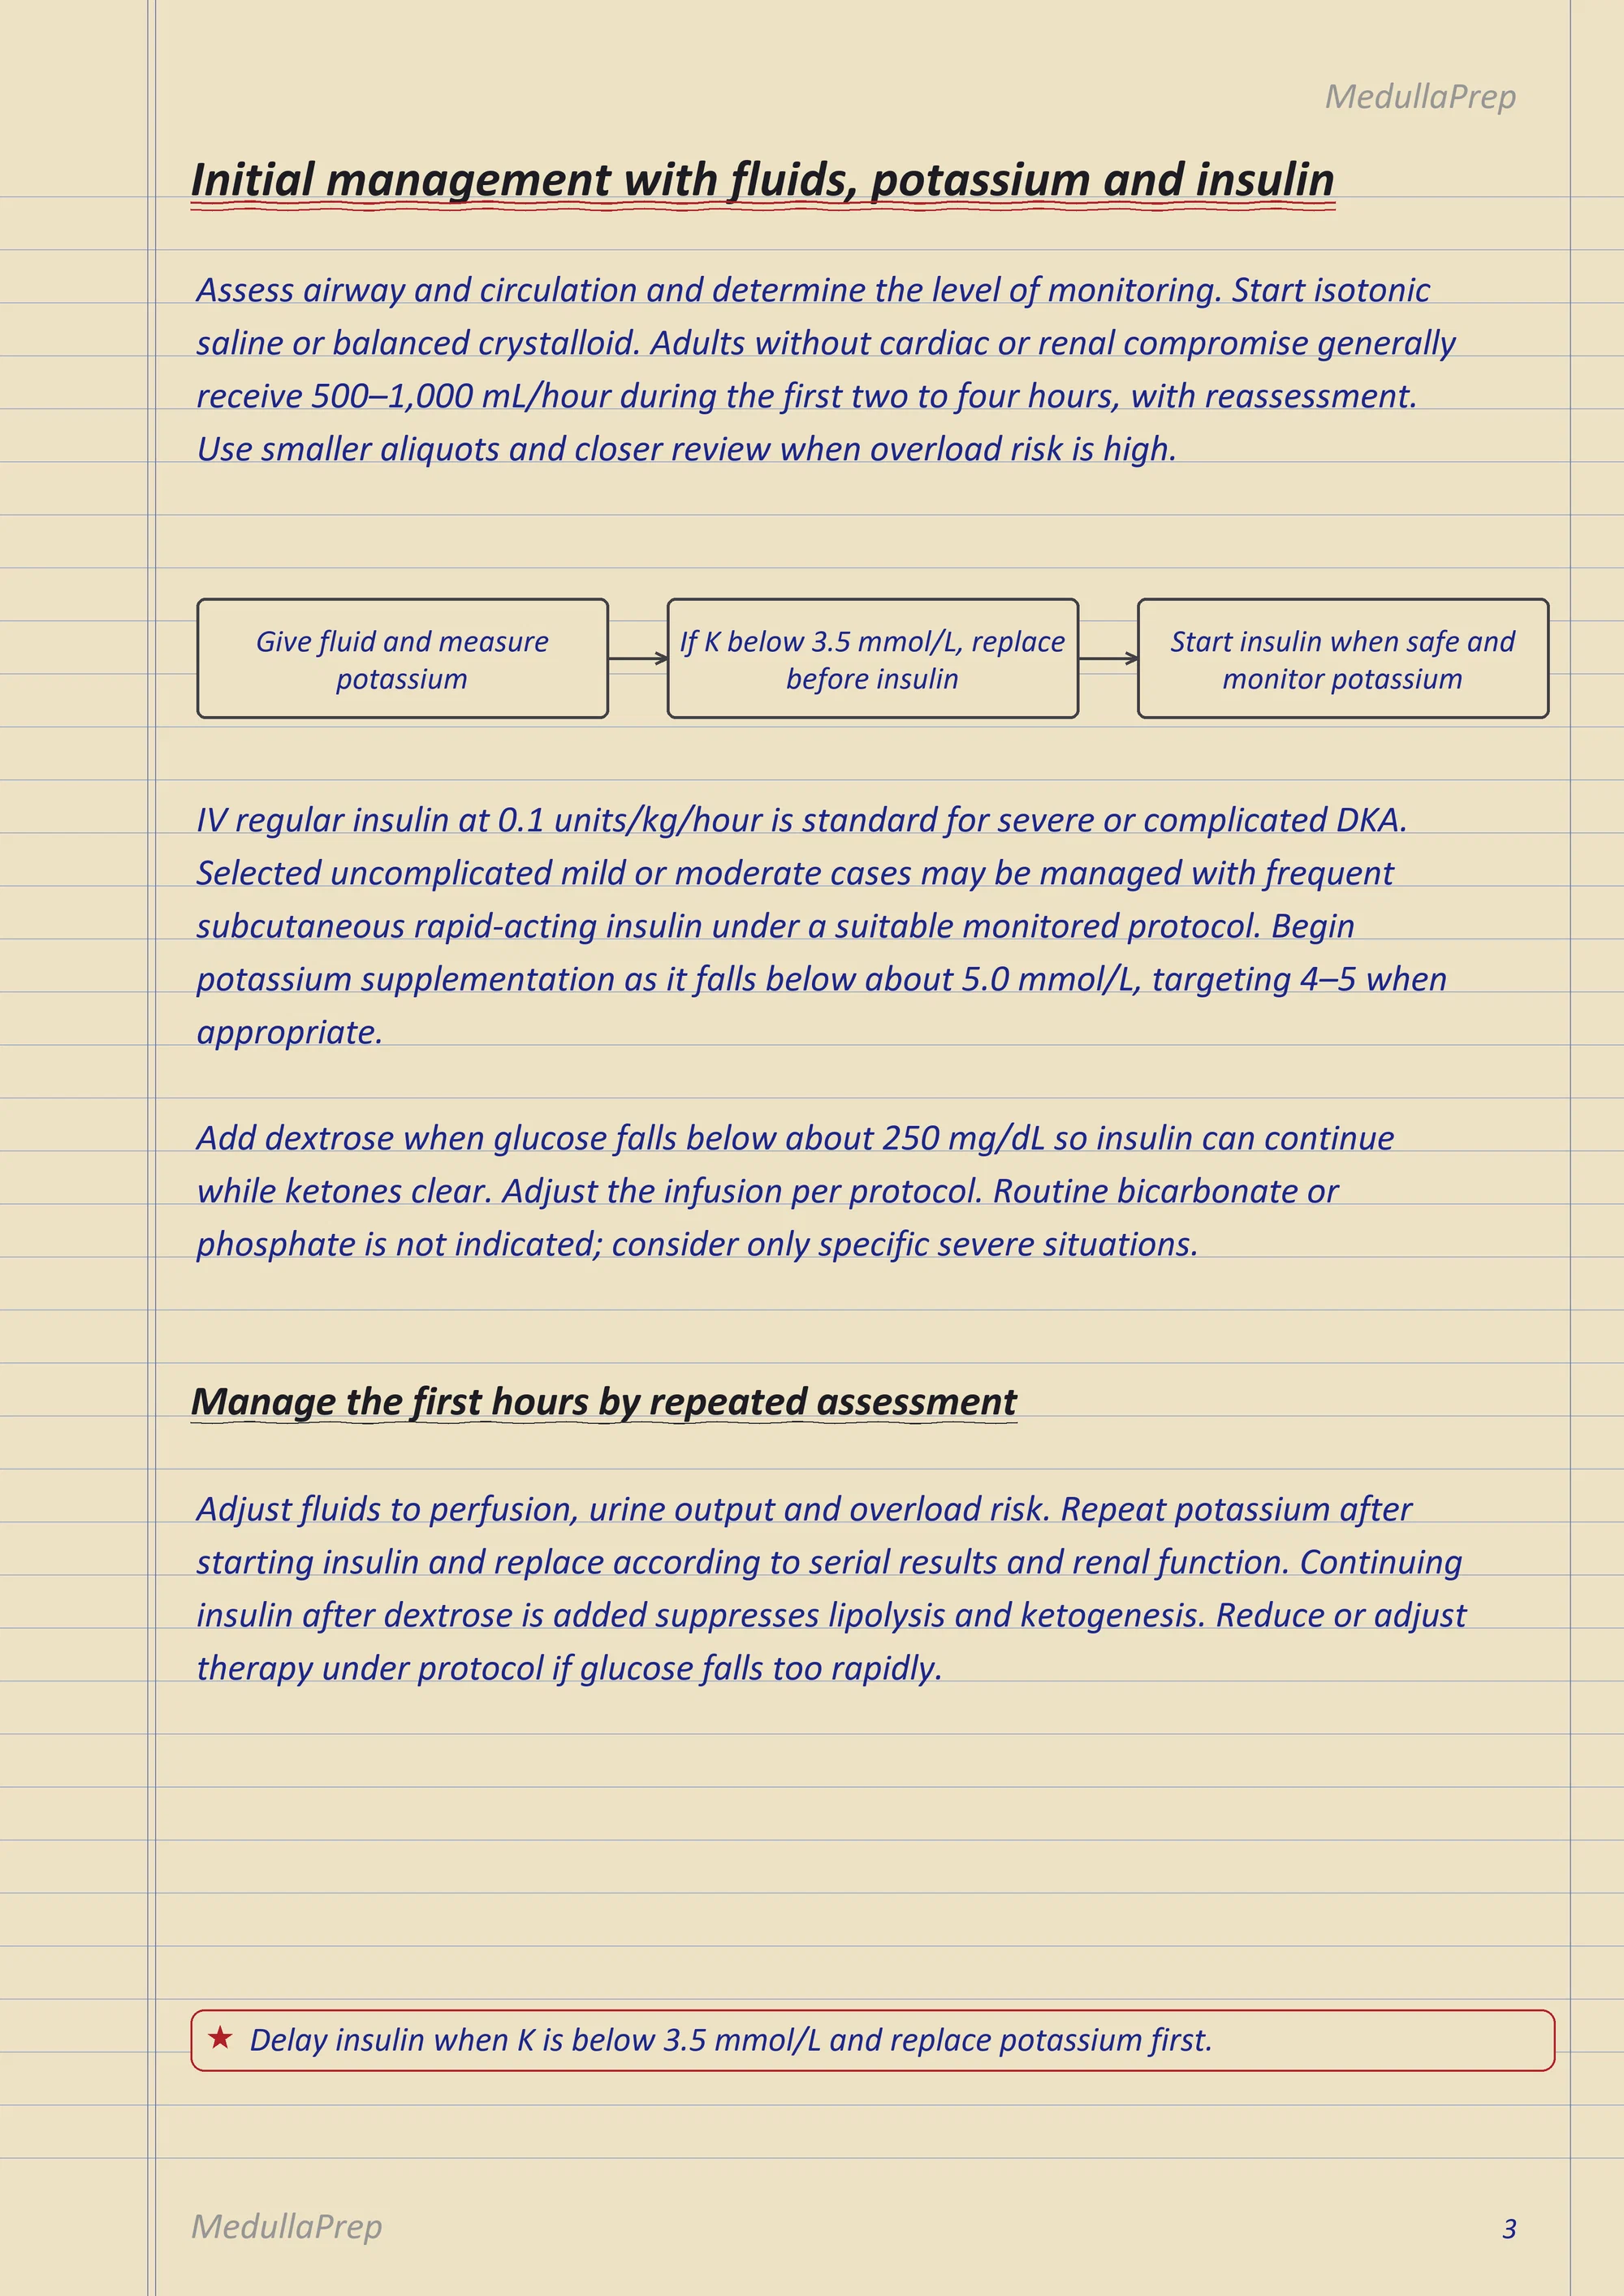 MedullaPrep
Initial management with fluids, potassium and insulin
Assess airway and circulation and determine the level of monitoring. Start isotonic
saline or balanced crystalloid. Adults without cardiac or renal compromise generally
receive 500–1,000 mL/hour during the first two to four hours, with reassessment.
Use smaller aliquots and closer review when overload risk is high.
Give fluid and measure
potassium
If K below 3.5 mmol/L, replace
before insulin
Start insulin when safe and
monitor potassium
IV regular insulin at 0.1 units/kg/hour is standard for severe or complicated DKA.
Selected uncomplicated mild or moderate cases may be managed with frequent
subcutaneous rapid-acting insulin under a suitable monitored protocol. Begin
potassium supplementation as it falls below about 5.0 mmol/L, targeting 4–5 when
appropriate.
Add dextrose when glucose falls below about 250 mg/dL so insulin can continue
while ketones clear. Adjust the infusion per protocol. Routine bicarbonate or
phosphate is not indicated; consider only specific severe situations.
Manage the first hours by repeated assessment
Adjust fluids to perfusion, urine output and overload risk. Repeat potassium after
starting insulin and replace according to serial results and renal function. Continuing
insulin after dextrose is added suppresses lipolysis and ketogenesis. Reduce or adjust
therapy under protocol if glucose falls too rapidly.
★ Delay insulin when K is below 3.5 mmol/L and replace potassium first.
MedullaPrep
3